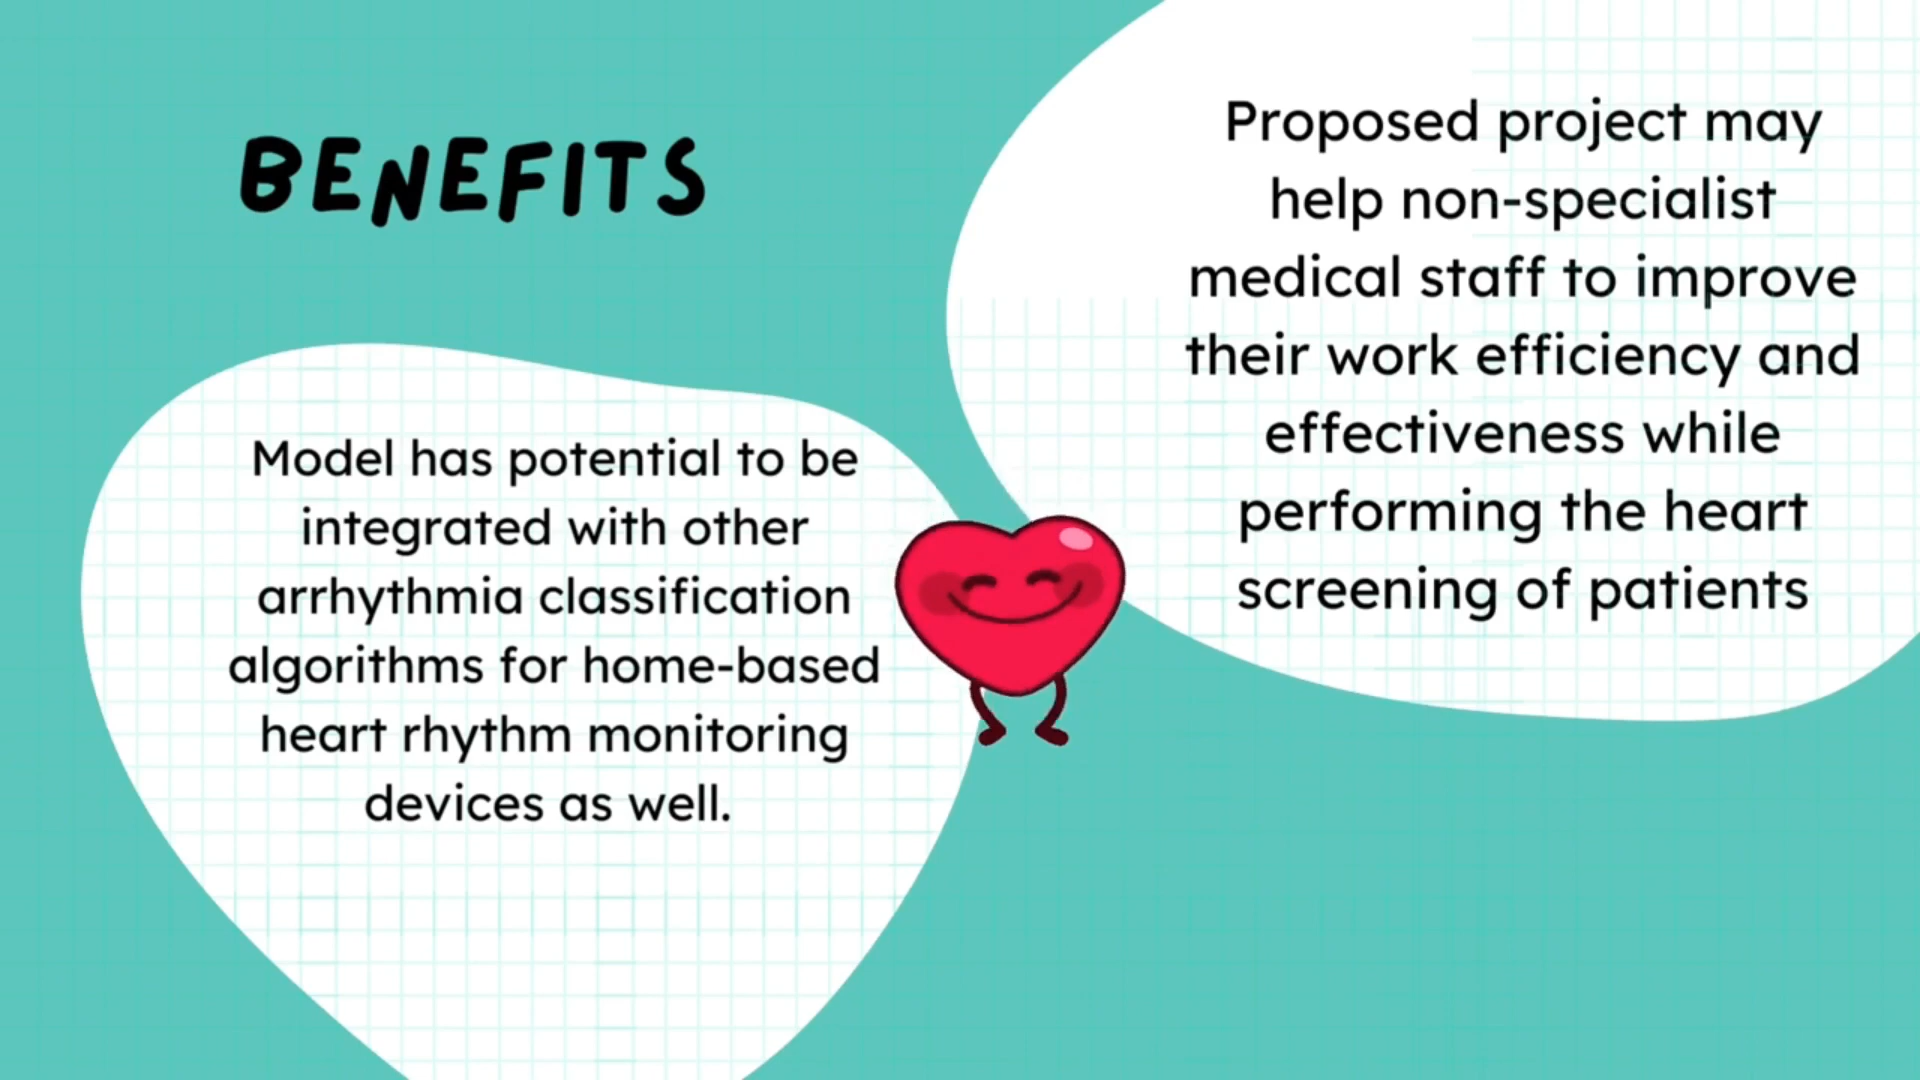 BENEFITS
Model has potential to be
integrated with other
arrhythmia classification
algorithms for home-based
heart rhythm monitoring
devices as well.
Proposed project may
help non-specialist
medical staff to improve
their work efficiency and
effectiveness while
performing the heart
screening of patients